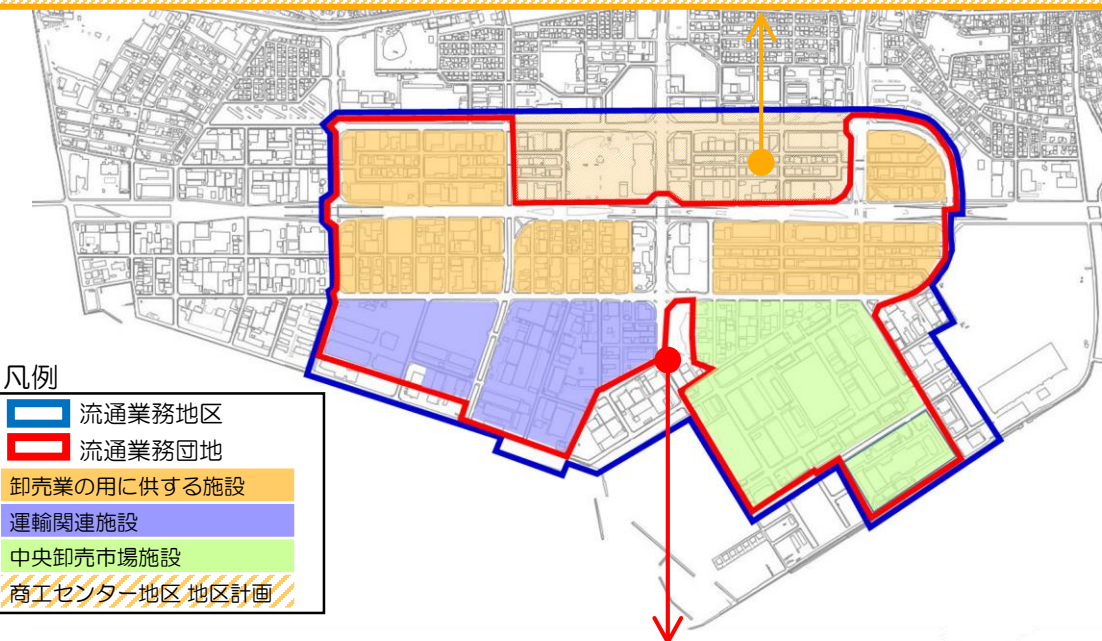 凡例
流通業務地区
流通業務団地
卸売業の用に供する施設
運輸関連施設
中央卸売市場施設
商工センター地区 地区計画